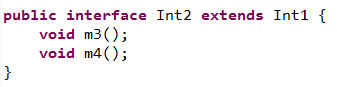 public interface Int2 extends Int1 {
    void m3();
    void m4();
}